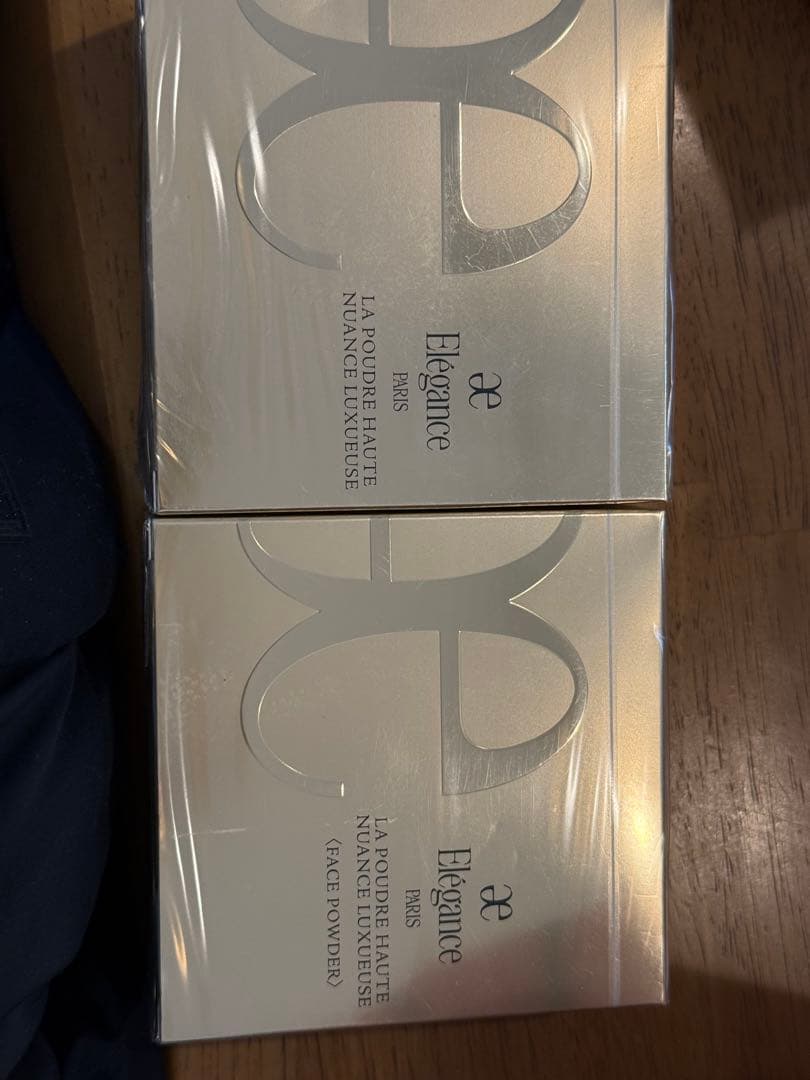 æ
Elégance
PARIS
LA POUDRE HAUTE
NUANCE LUXUEUSE
æ
Elégance
PARIS
LA POUDRE HAUTE
NUANCE LUXUEUSE
〈FACE POWDER〉